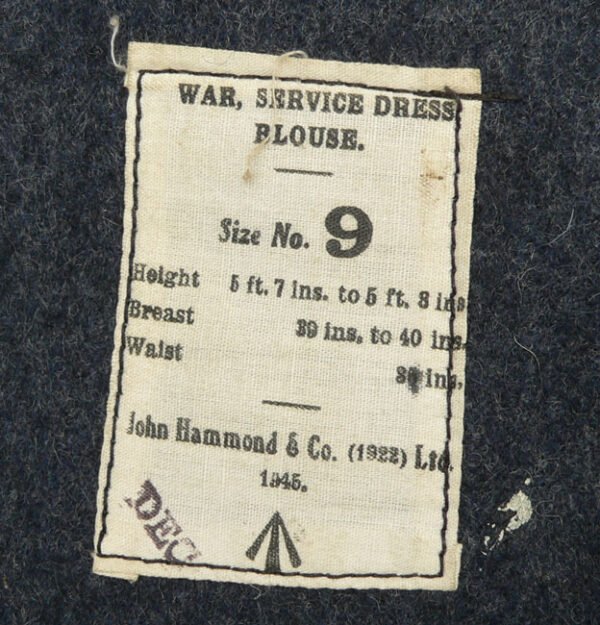 WAR, SERVICE DRESS
BLOUSE.
Size No. 9
Height 5 ft. 7 ins. to 5 ft. 8 ins
Breast 39 ins. to 40 ins.
Waist ins.
John Hammond & Co. (1922) Ltd.
1945.
DEC